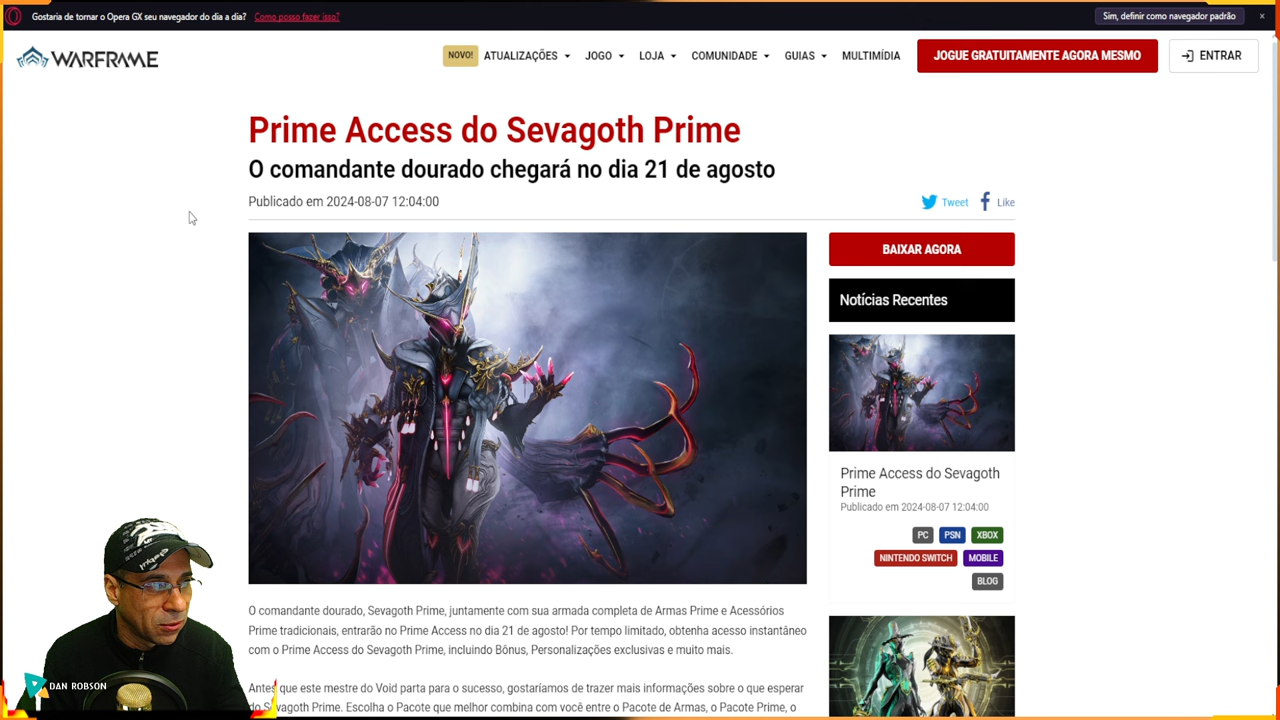 Gostaria de tornar o Opera GX seu navegador do dia a dia? Como posso fazer isso? Sim, definir como navegador padrão ×
WARFRAME NOVO! ATUALIZAÇÕES JOGO LOJA COMUNIDADE GUIAS MULTIMÍDIA JOGUE GRATUITAMENTE AGORA MESMO ENTRAR
Prime Access do Sevagoth Prime
O comandante dourado chegará no dia 21 de agosto
Publicado em 2024-08-07 12:04:00
Tweet Like
BAIXAR AGORA
Notícias Recentes
Prime Access do Sevagoth
Prime
Publicado em 2024-08-07 12:04:00
PC PSN XBOX
NINTENDO SWITCH MOBILE
BLOG
O comandante dourado, Sevagoth Prime, juntamente com sua armada completa de Armas Prime e Acessórios
Prime tradicionais, entrarão no Prime Access no dia 21 de agosto! Por tempo limitado, obtenha acesso instantâneo
com o Prime Access do Sevagoth Prime, incluindo Bônus, Personalizações exclusivas e muito mais.
Antes que este mestre do Void parta para o sucesso, gostaríamos de trazer mais informações sobre o que esperar
do Sevagoth Prime. Escolha o Pacote que melhor combina com você entre o Pacote de Armas, o Pacote Prime, o
DAN ROBSON